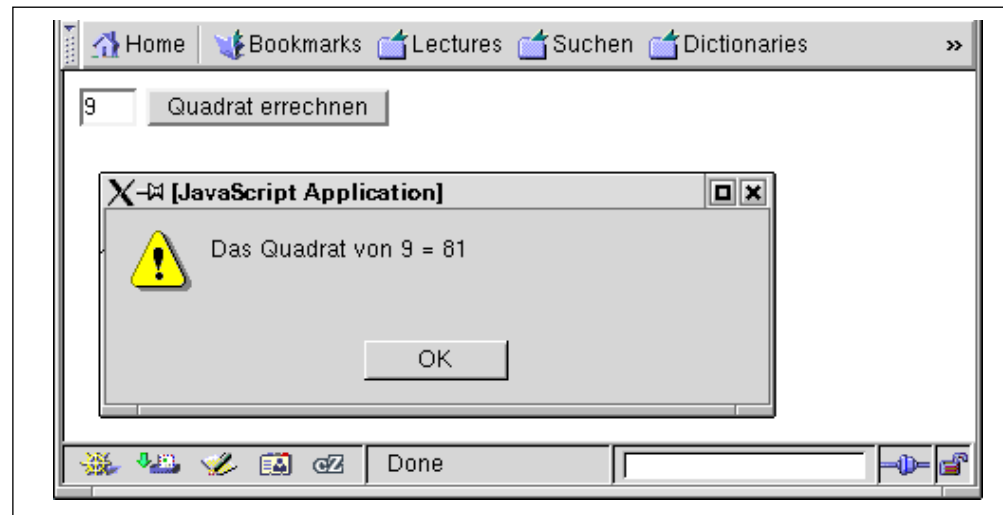 Home Bookmarks Lectures Suchen Dictionaries »
9 Quadrat errechnen
[JavaScript Application]
Das Quadrat von 9 = 81
OK
Done